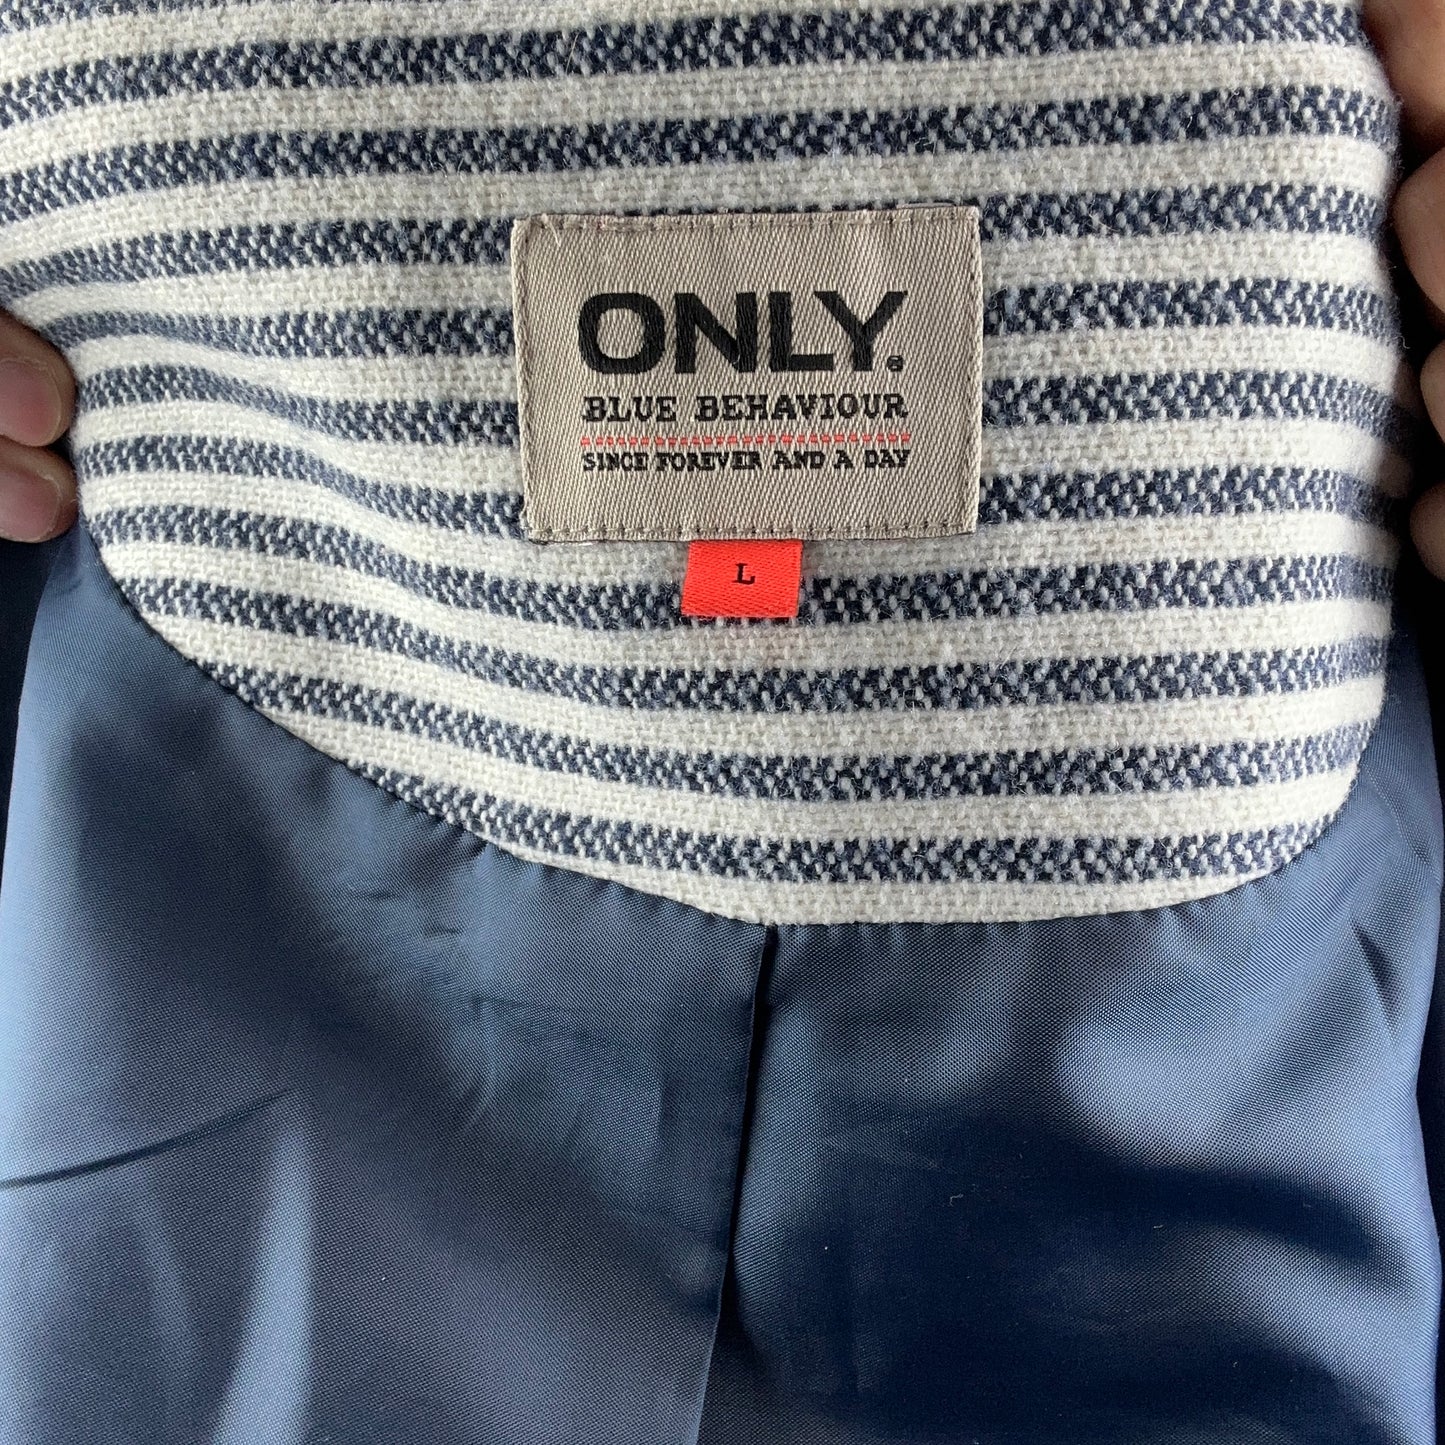 ONLY®
BLUE BEHAVIOUR
SINCE FOREVER AND A DAY
L